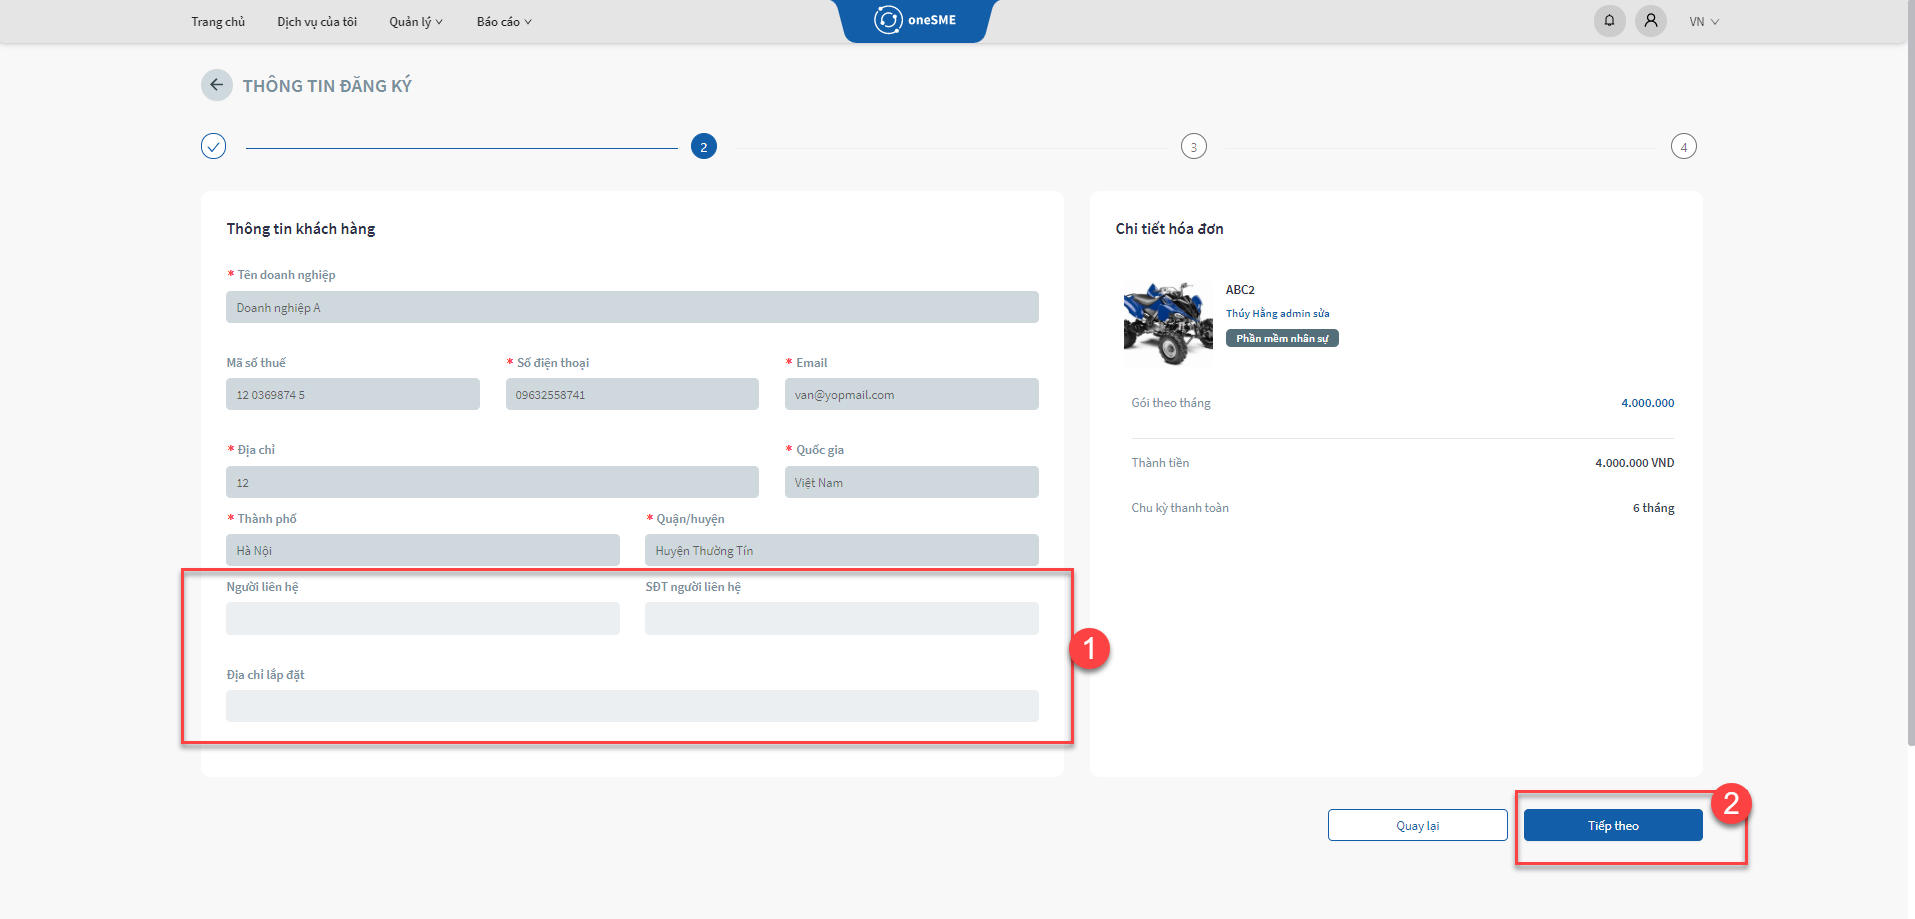 Trang chủ Dịch vụ của tôi Quản lý Báo cáo oneSME VN
THÔNG TIN ĐĂNG KÝ
2 3 4
Thông tin khách hàng
* Tên doanh nghiệp
Doanh nghiệp A
Mã số thuế * Số điện thoại * Email
12 0369874 5 09632558741 van@yopmail.com
* Địa chỉ * Quốc gia
12 Việt Nam
* Thành phố * Quận/huyện
Hà Nội Huyện Thường Tín
Người liên hệ SĐT người liên hệ
1
Địa chỉ lắp đặt
Chi tiết hóa đơn
ABC2
Thúy Hằng admin sửa
Phần mềm nhân sự
Gói theo tháng 4.000.000
Thành tiền 4.000.000 VND
Chu kỳ thanh toàn 6 tháng
2
Quay lại Tiếp theo